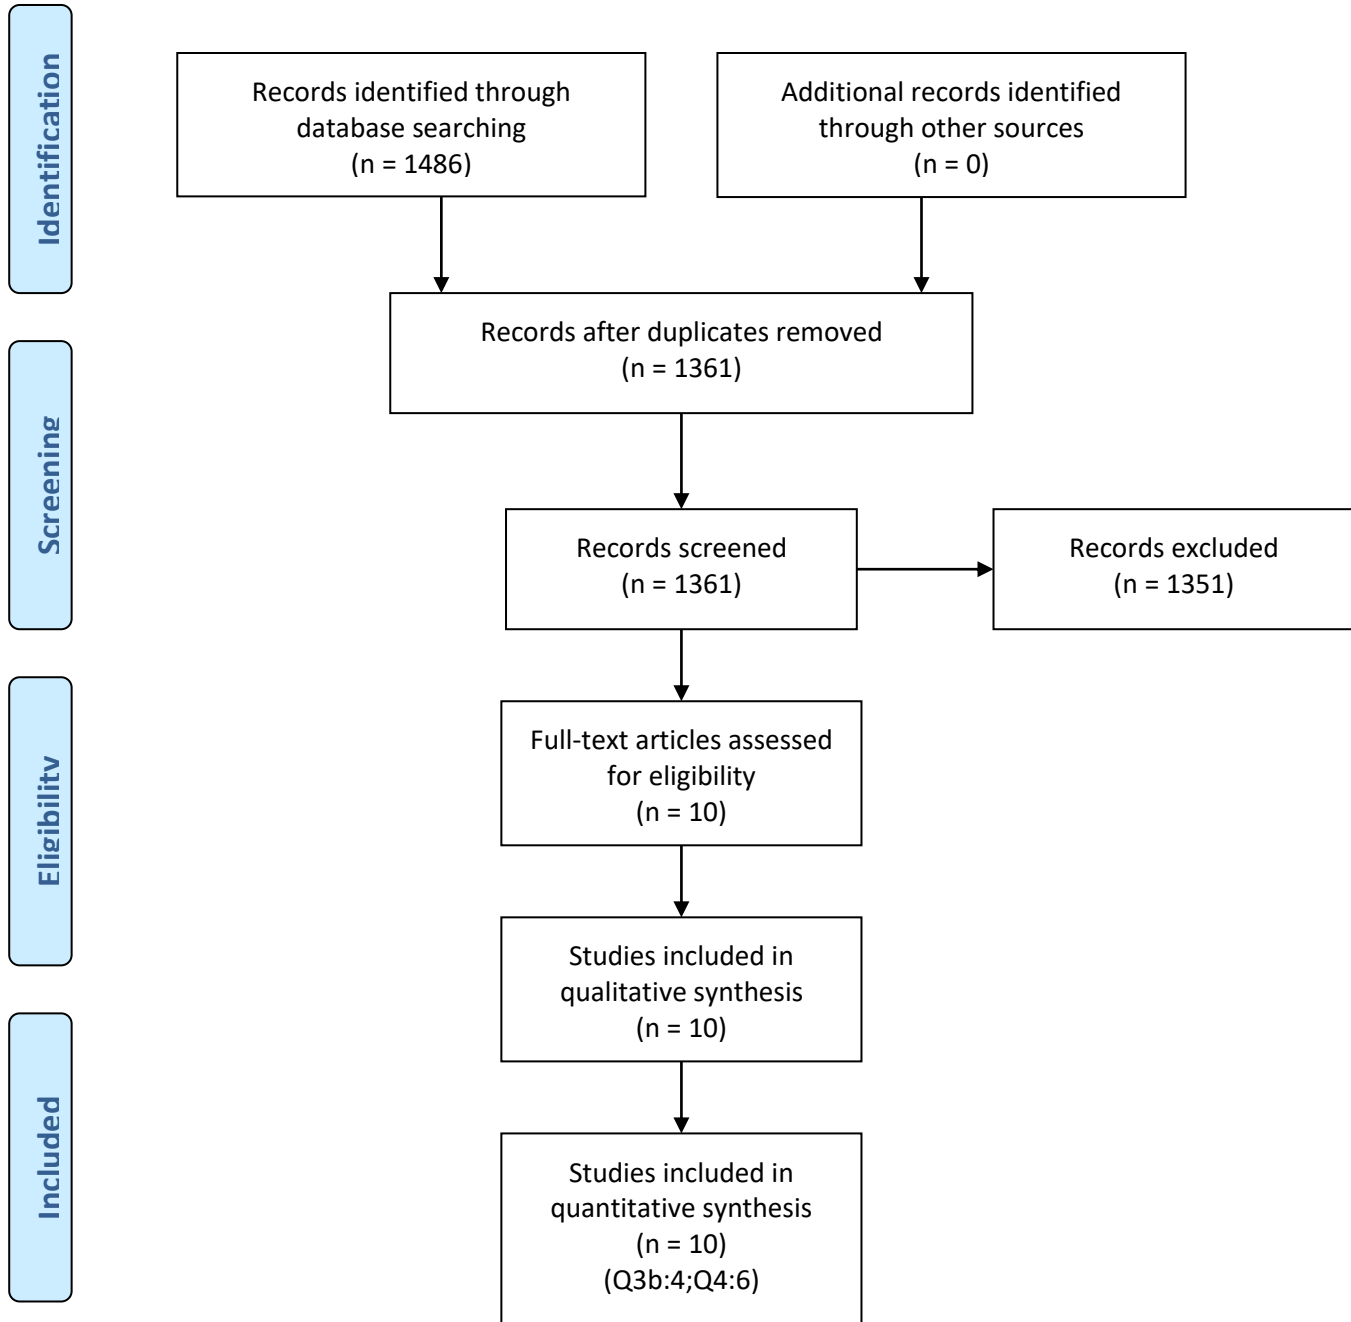 Identification
Records identified through
database searching
(n = 1486)
Additional records identified
through other sources
(n = 0)
Records after duplicates removed
(n = 1361)
Screening
Records screened
(n = 1361)
Records excluded
(n = 1351)
Eligibility
Full-text articles assessed
for eligibility
(n = 10)
Studies included in
qualitative synthesis
(n = 10)
Included
Studies included in
quantitative synthesis
(n = 10)
(Q3b:4;Q4:6)